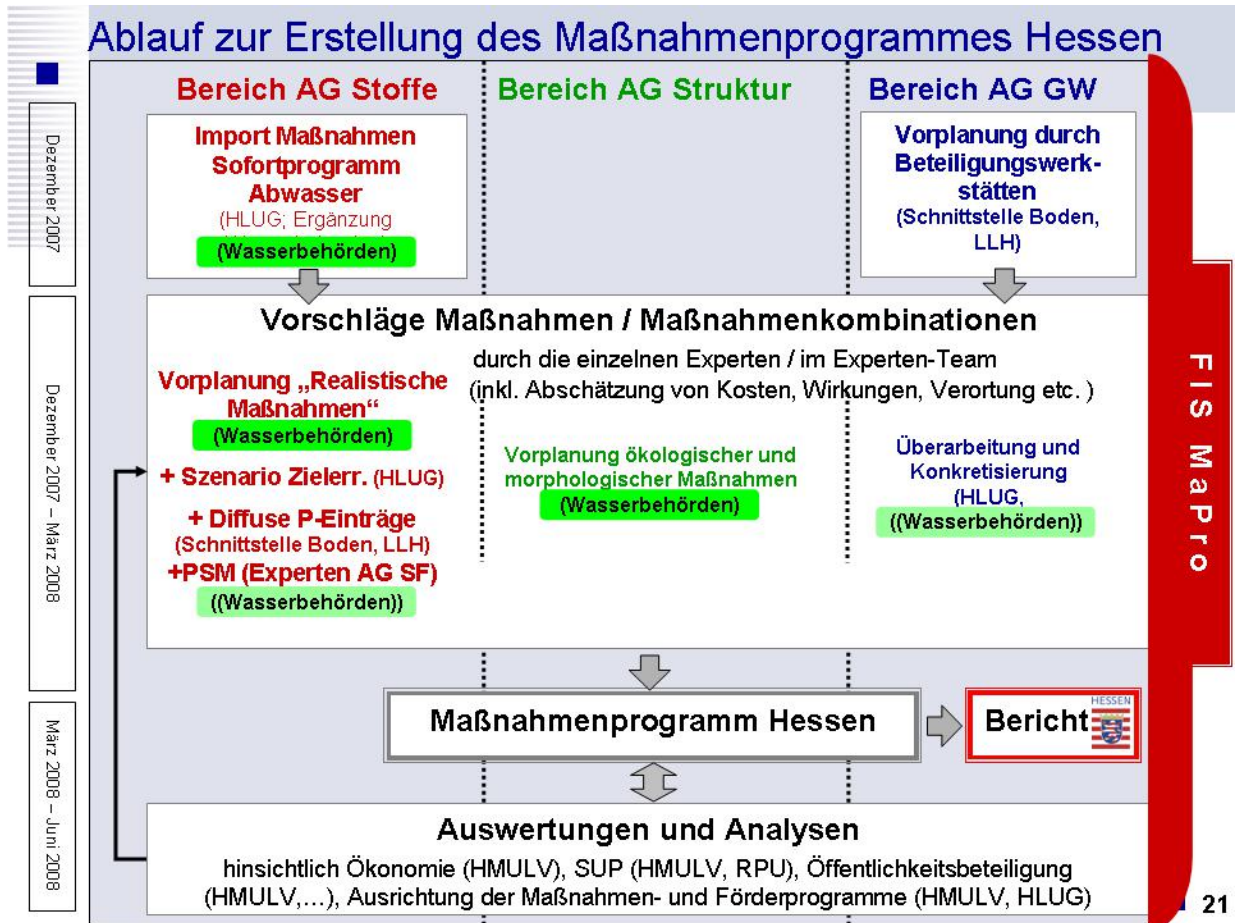 Ablauf zur Erstellung des Maßnahmenprogrammes Hessen
Bereich AG Stoffe
Bereich AG Struktur
Bereich AG GW
Dezember 2007
Import Maßnahmen
Sofortprogramm
Abwasser
(HLUG; Ergänzung
(Wasserbehörden)
Vorplanung durch
Beteiligungswerk-
stätten
(Schnittstelle Boden,
LLH)
Dezember 2007 – März 2008
Vorschläge Maßnahmen / Maßnahmenkombinationen
durch die einzelnen Experten / im Experten-Team
(inkl. Abschätzung von Kosten, Wirkungen, Verortung etc. )
Vorplanung „Realistische
Maßnahmen“
(Wasserbehörden)
+ Szenario Zielerr. (HLUG)
+ Diffuse P-Einträge
(Schnittstelle Boden, LLH)
+PSM (Experten AG SF)
((Wasserbehörden))
Vorplanung ökologischer und
morphologischer Maßnahmen
(Wasserbehörden)
Überarbeitung und
Konkretisierung
(HLUG,
((Wasserbehörden))
FIS MaPro
Maßnahmenprogramm Hessen
Bericht
HESSEN
März 2008 – Juni 2008
Auswertungen und Analysen
hinsichtlich Ökonomie (HMULV), SUP (HMULV, RPU), Öffentlichkeitsbeteiligung
(HMULV,…), Ausrichtung der Maßnahmen- und Förderprogramme (HMULV, HLUG)
21